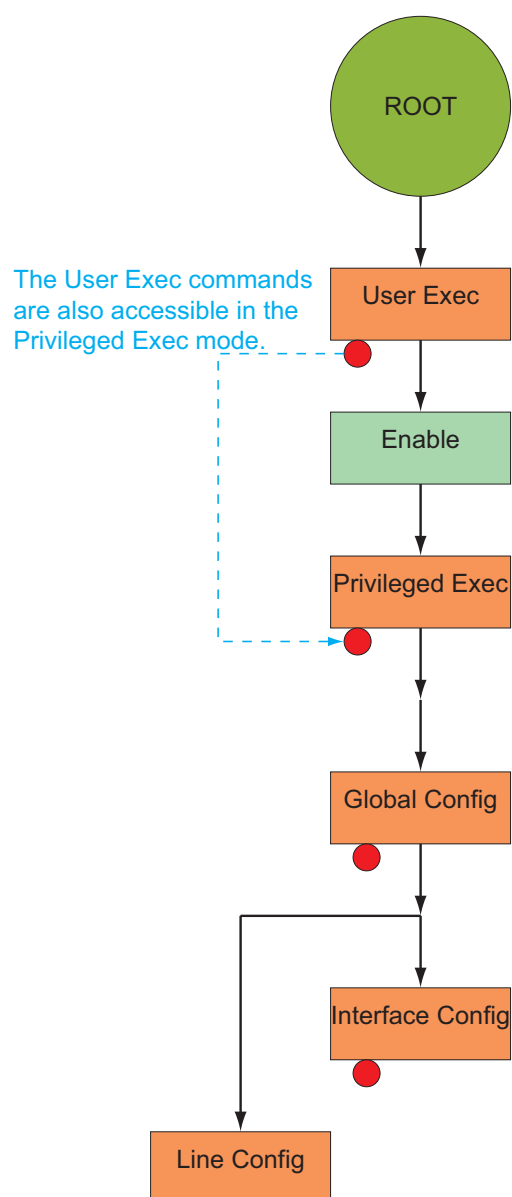 ROOT
The User Exec commands
are also accessible in the
Privileged Exec mode.
User Exec
Enable
Privileged Exec
Global Config
Interface Config
Line Config